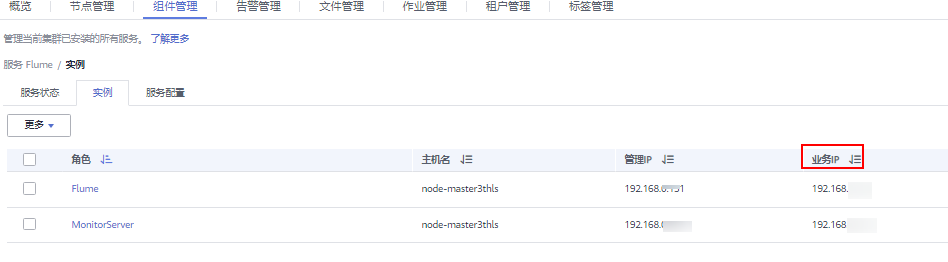 概览 节点管理 组件管理 告警管理 文件管理 作业管理 租户管理 标签管理
管理当前集群已安装的所有服务。 了解更多
服务 Flume / 实例
服务状态 实例 服务配置
更多
角色 主机名 管理IP 业务IP
Flume node-master3thls 192.168. 192.168.
MonitorServer node-master3thls 192.168. 192.168